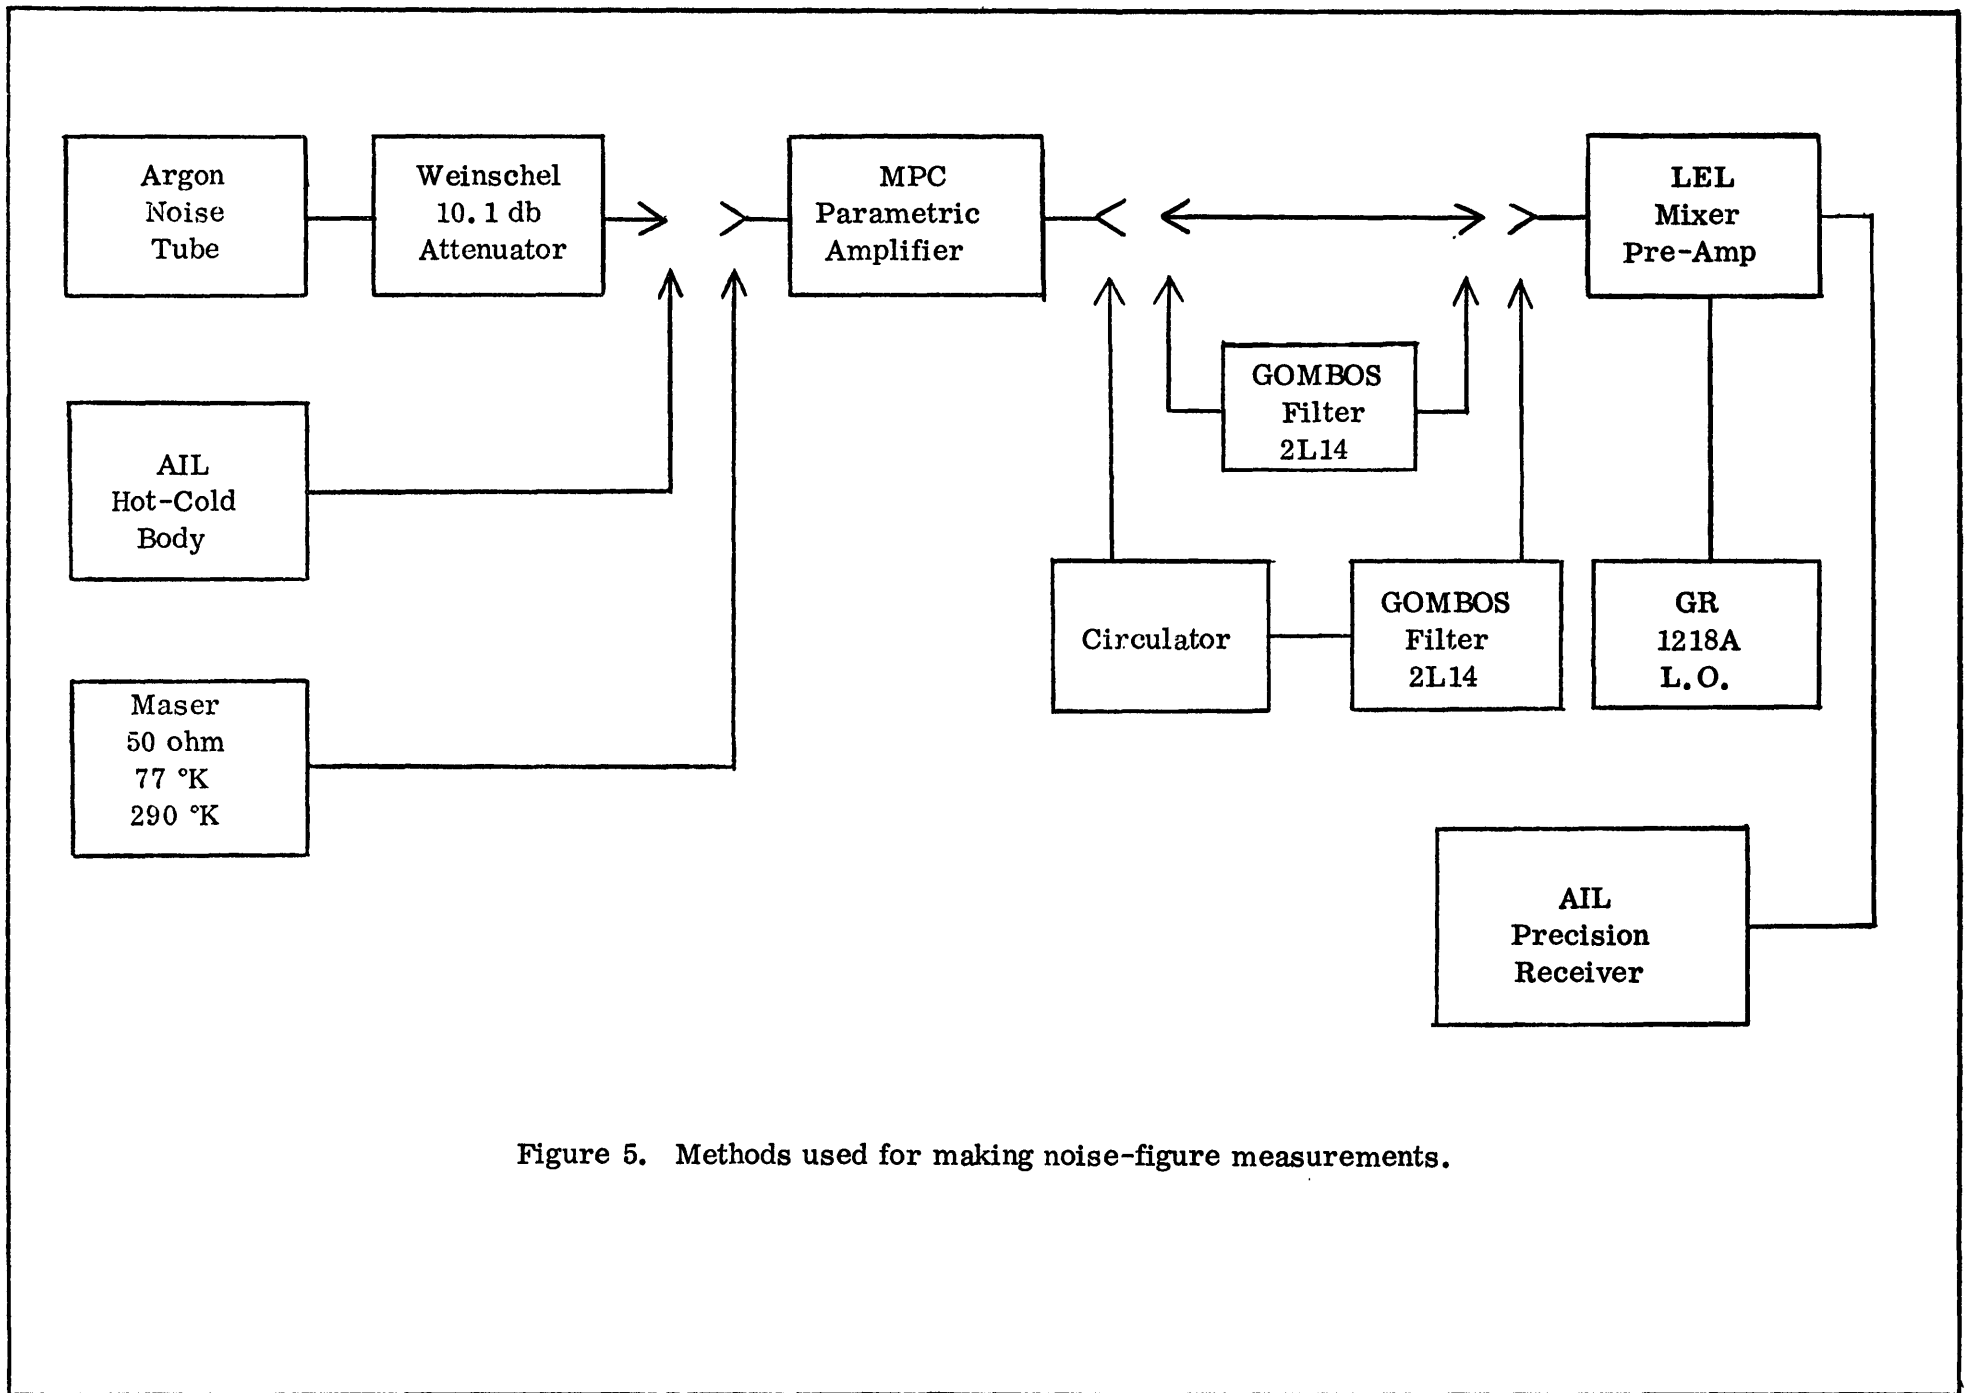 Argon
Noise
Tube
Weinschel
10.1 db
Attenuator
MPC
Parametric
Amplifier
LEL
Mixer
Pre-Amp
GOMBOS
Filter
2L14
AIL
Hot-Cold
Body
Circulator
GOMBOS
Filter
2L14
GR
1218A
L.O.
Maser
50 ohm
77 °K
290 °K
AIL
Precision
Receiver
Figure 5. Methods used for making noise-figure measurements.